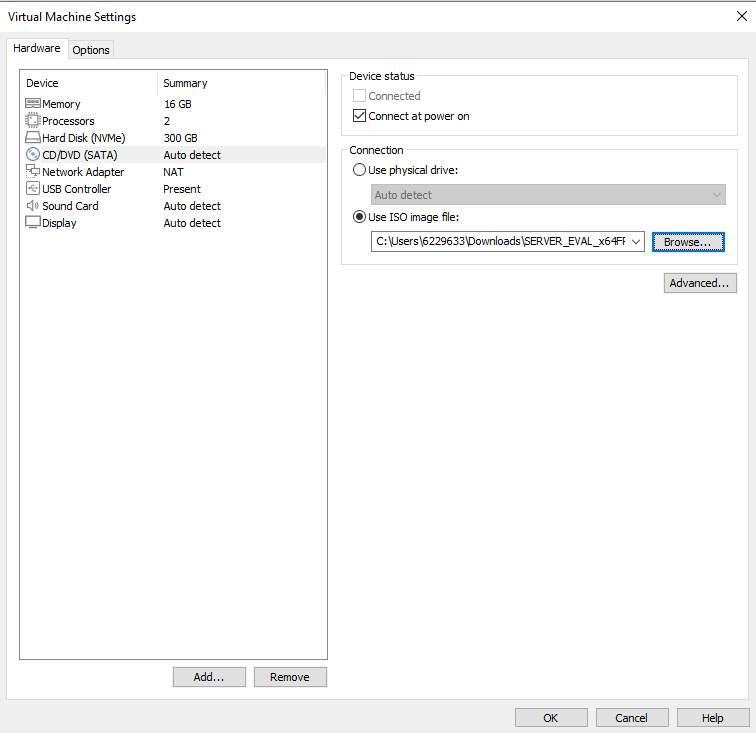 Virtual Machine Settings
Hardware
Options
Device Summary
Memory 16 GB
Processors 2
Hard Disk (NVMe) 300 GB
CD/DVD (SATA) Auto detect
Network Adapter NAT
USB Controller Present
Sound Card Auto detect
Display Auto detect
Add...
Remove
Device status
Connected
Connect at power on
Connection
Use physical drive:
Auto detect
Use ISO image file:
C:\Users\6229633\Downloads\SERVER_EVAL_x64FF
Browse...
Advanced...
OK
Cancel
Help